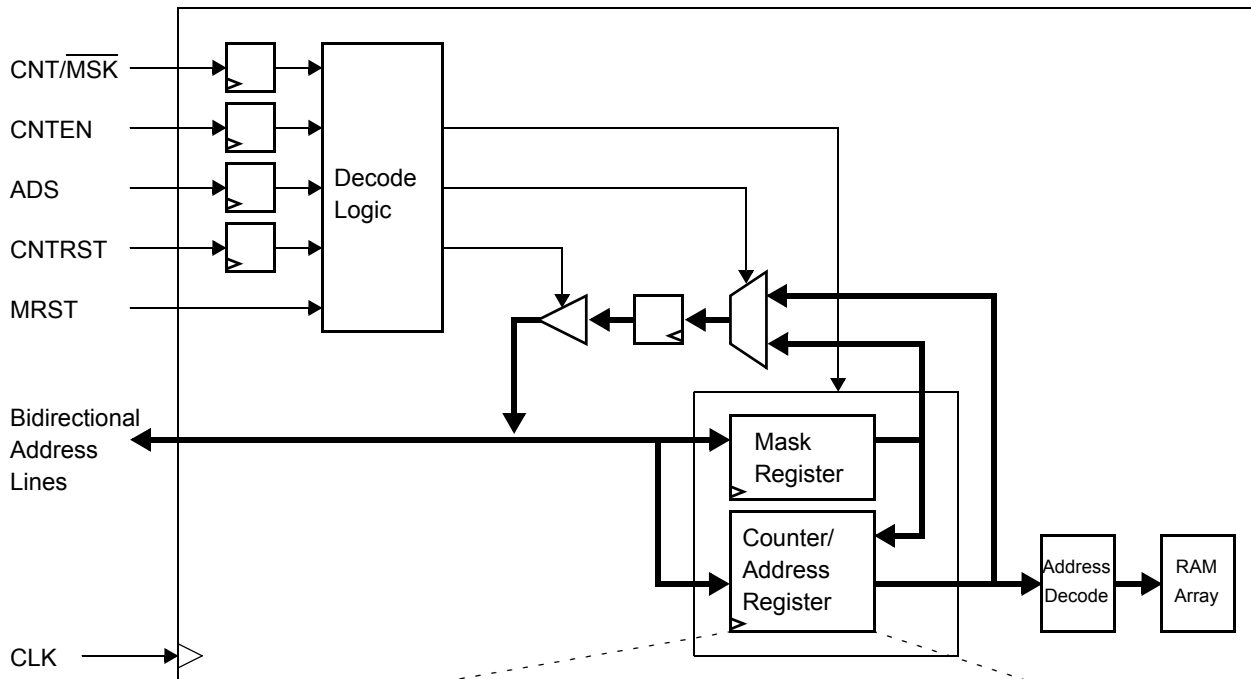 CNT/M̅S̅K̅
CNTEN
ADS
CNTRST
MRST
Decode
Logic
Bidirectional
Address
Lines
Mask
Register
Counter/
Address
Register
Address
Decode
RAM
Array
CLK